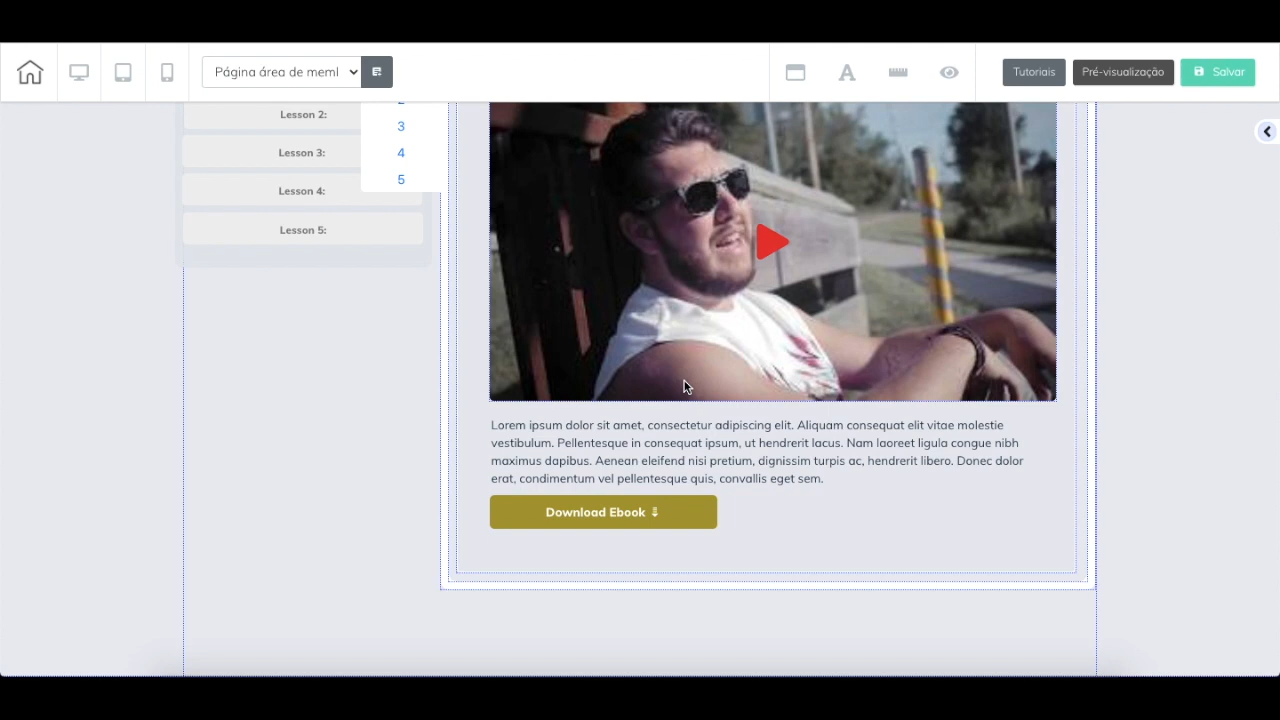 Página área de meml
Tutoriais
Pré-visualização
Salvar
Lesson 2:
3
Lesson 3:
4
5
Lesson 4:
Lesson 5:
Lorem ipsum dolor sit amet, consectetur adipiscing elit. Aliquam consequat elit vitae molestie
vestibulum. Pellentesque in consequat ipsum, ut hendrerit lacus. Nam laoreet ligula congue nibh
maximus dapibus. Aenean eleifend nisi pretium, dignissim turpis ac, hendrerit libero. Donec dolor
erat, condimentum vel pellentesque quis, convallis eget sem.
Download Ebook ⇩